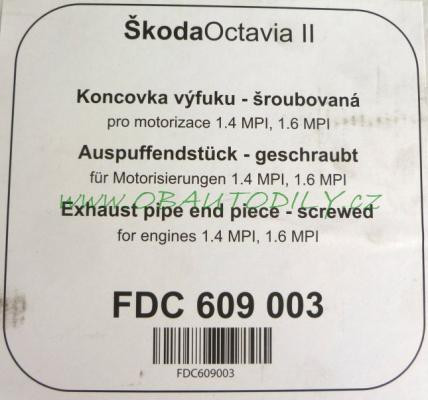 ŠkodaOctavia II
Koncovka výfuku - šroubovaná
pro motorizace 1.4 MPI, 1.6 MPI
Auspuffendstück - geschraubt
für Motorisierungen 1.4 MPI, 1.6 MPI
www.OBAUTODILY.cz
Exhaust pipe end piece - screwed
for engines 1.4 MPI, 1.6 MPI
FDC 609 003
FDC609003